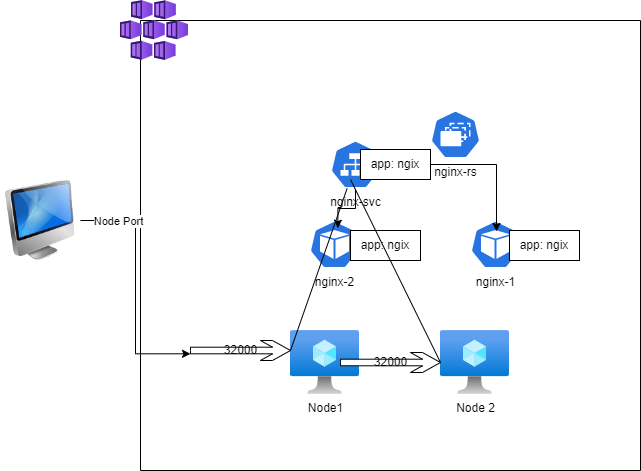 app: ngix
nginx-rs
nginx-svc
Node Port
app: ngix
app: ngix
nginx-2
nginx-1
32000
32000
Node1
Node 2